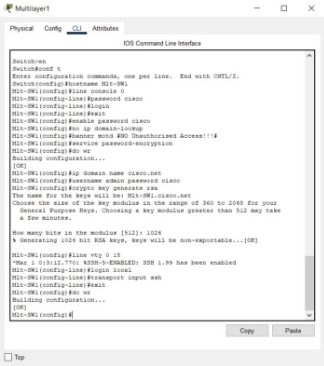 Multilayer1
Physical Config CLI Attributes
IOS Command Line Interface
Switch>en
Switch#conf t
Enter configuration commands, one per line. End with CNTL/Z.
Switch(config)#hostname Mlt-SW1
Mlt-SW1(config)#line console 0
Mlt-SW1(config-line)#password cisco
Mlt-SW1(config-line)#login
Mlt-SW1(config-line)#exit
Mlt-SW1(config)#enable password cisco
Mlt-SW1(config)#no ip domain-lookup
Mlt-SW1(config)#banner motd #NO Unauthorised Access!!!#
Mlt-SW1(config)#service password-encryption
Mlt-SW1(config)#do wr
Building configuration...
[OK]
Mlt-SW1(config)#ip domain name cisco.net
Mlt-SW1(config)#username admin password cisco
Mlt-SW1(config)#crypto key generate rsa
The name for the keys will be: Mlt-SW1.cisco.net
Choose the size of the key modulus in the range of 360 to 2048 for your
General Purpose Keys. Choosing a key modulus greater than 512 may take
a few minutes.
How many bits in the modulus [512]: 1024
% Generating 1024 bit RSA keys, keys will be non-exportable...[OK]
Mlt-SW1(config)#line vty 0 15
*Mar 1 0:3:12.770: %SSH-5-ENABLED: SSH 1.99 has been enabled
Mlt-SW1(config-line)#login local
Mlt-SW1(config-line)#transport input ssh
Mlt-SW1(config-line)#exit
Mlt-SW1(config)#do wr
Building configuration...
[OK]
Mlt-SW1(config)#
Copy Paste
Top